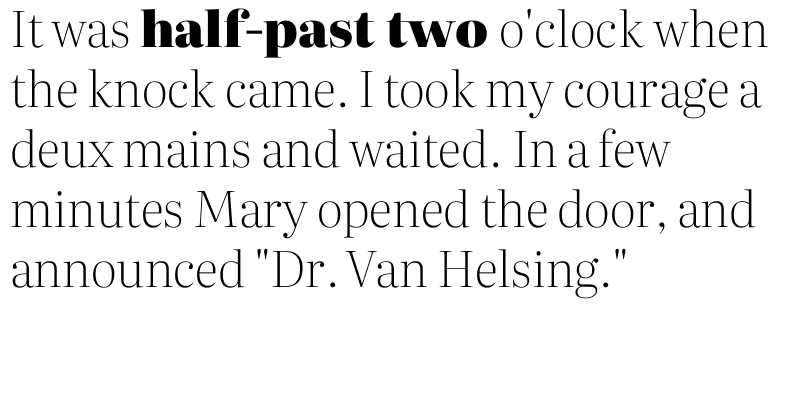 It was half-past two o'clock when
the knock came. I took my courage a
deux mains and waited. In a few
minutes Mary opened the door, and
announced "Dr. Van Helsing."